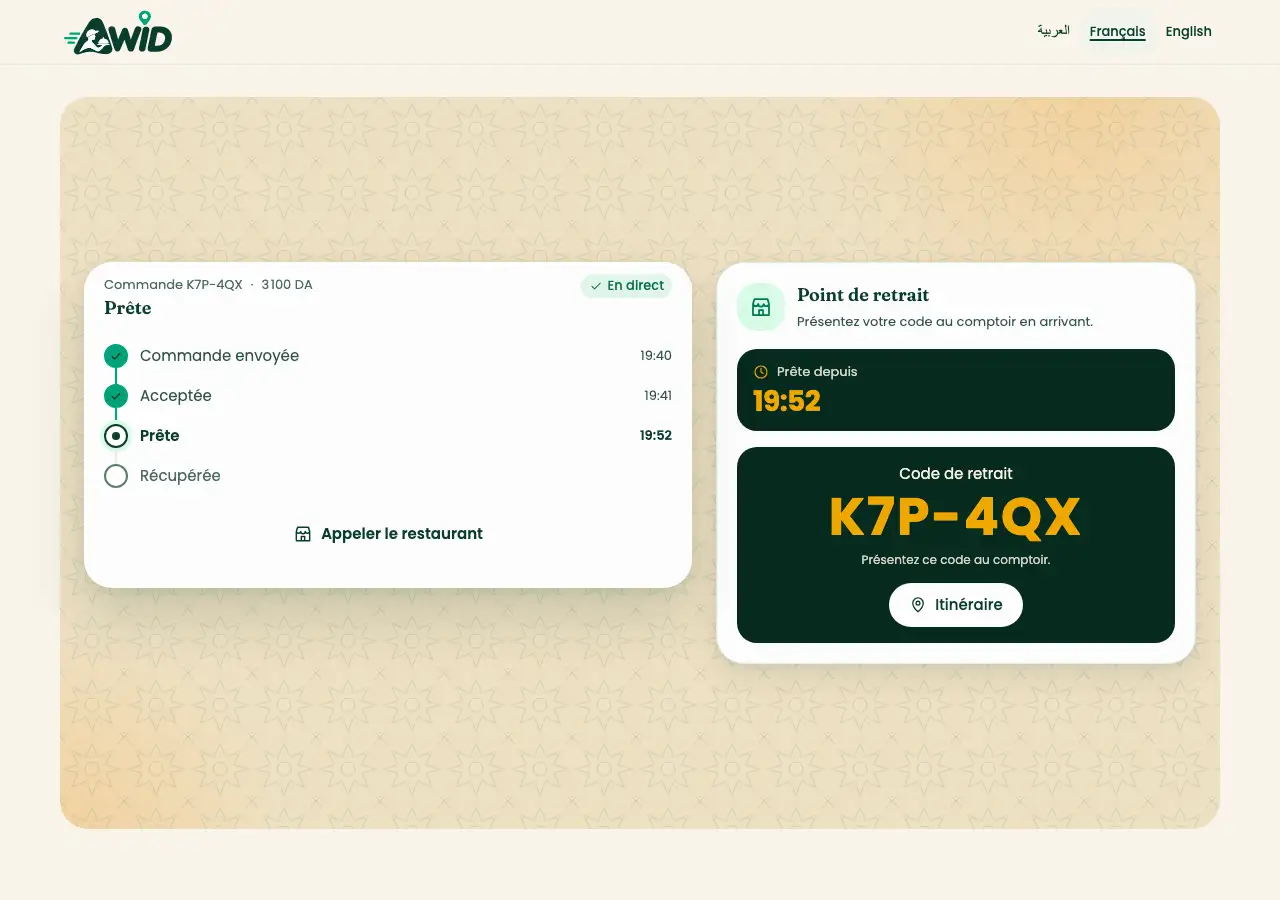 AWID
العربية
Français
English
Commande K7P-4QX · 3100 DA
En direct
Prête
Commande envoyée 19:40
Acceptée 19:41
Prête 19:52
Récupérée
Appeler le restaurant
Point de retrait
Présentez votre code au comptoir en arrivant.
Prête depuis
19:52
Code de retrait
K7P-4QX
Présentez ce code au comptoir.
Itinéraire